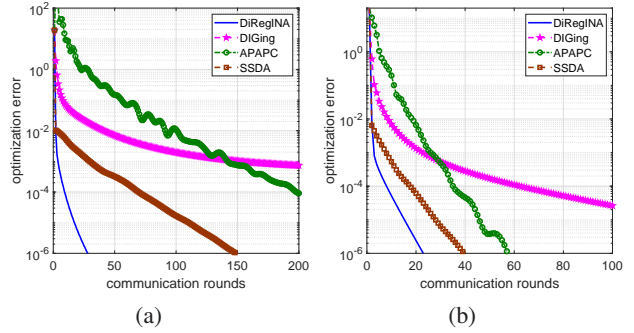 10^2
10^0
10^-2
10^-4
10^-6
optimization error
0 50 100 150 200
communication rounds
DiRegINA
DIGing
APAPC
SSDA
(a)
10^0
10^-2
10^-4
10^-6
optimization error
0 20 40 60 80 100
communication rounds
DiRegINA
DIGing
APAPC
SSDA
(b)